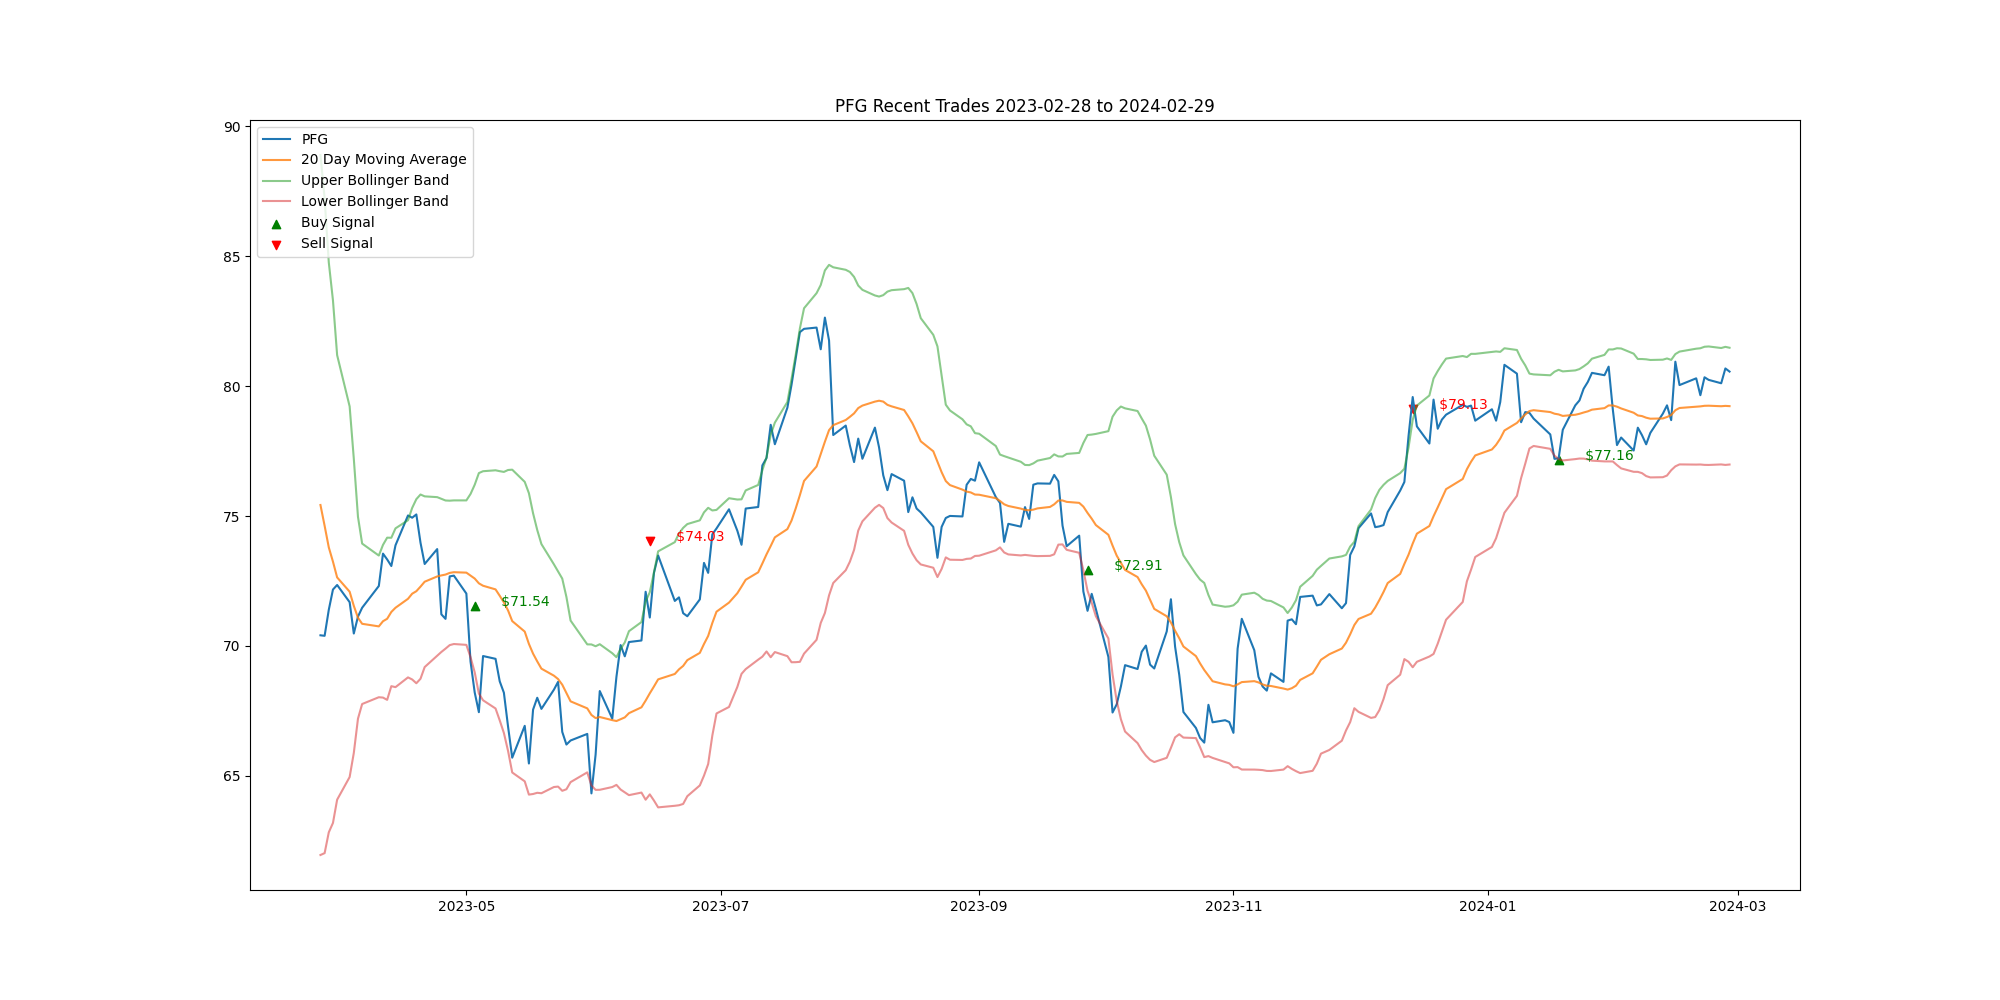 PFG Recent Trades 2023-02-28 to 2024-02-29
90
85
80
75
70
65
PFG
20 Day Moving Average
Upper Bollinger Band
Lower Bollinger Band
Buy Signal
Sell Signal
$79.13
$77.16
$74.03
$72.91
$71.54
2023-05
2023-07
2023-09
2023-11
2024-01
2024-03